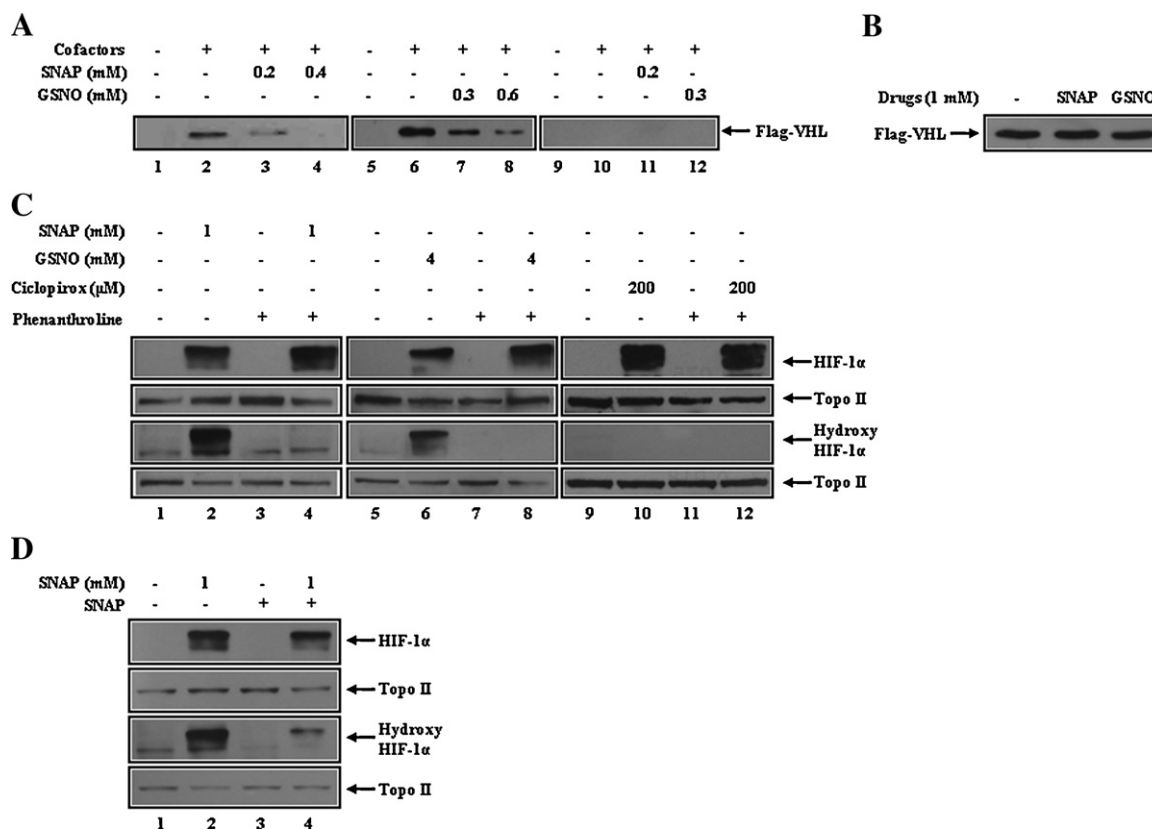 A
Cofactors - + + + - + + + - + + +
SNAP (mM) - - 0.2 0.4 - - - - - - 0.2 -
GSNO (mM) - - - - - - 0.3 0.6 - - - 0.3
Flag-VHL
1 2 3 4 5 6 7 8 9 10 11 12
B
Drugs (1 mM) - SNAP GSNO
Flag-VHL
C
SNAP (mM) - 1 - 1 - - - - - - - -
GSNO (mM) - - - - - 4 - 4 - - - -
Ciclopirox (μM) - - - - - - - - - 200 - 200
Phenanthroline - - + + - - + + - - + +
HIF-1α
Topo II
Hydroxy
HIF-1α
Topo II
1 2 3 4 5 6 7 8 9 10 11 12
D
SNAP (mM) - 1 - 1
SNAP - - + +
HIF-1α
Topo II
Hydroxy
HIF-1α
Topo II
1 2 3 4